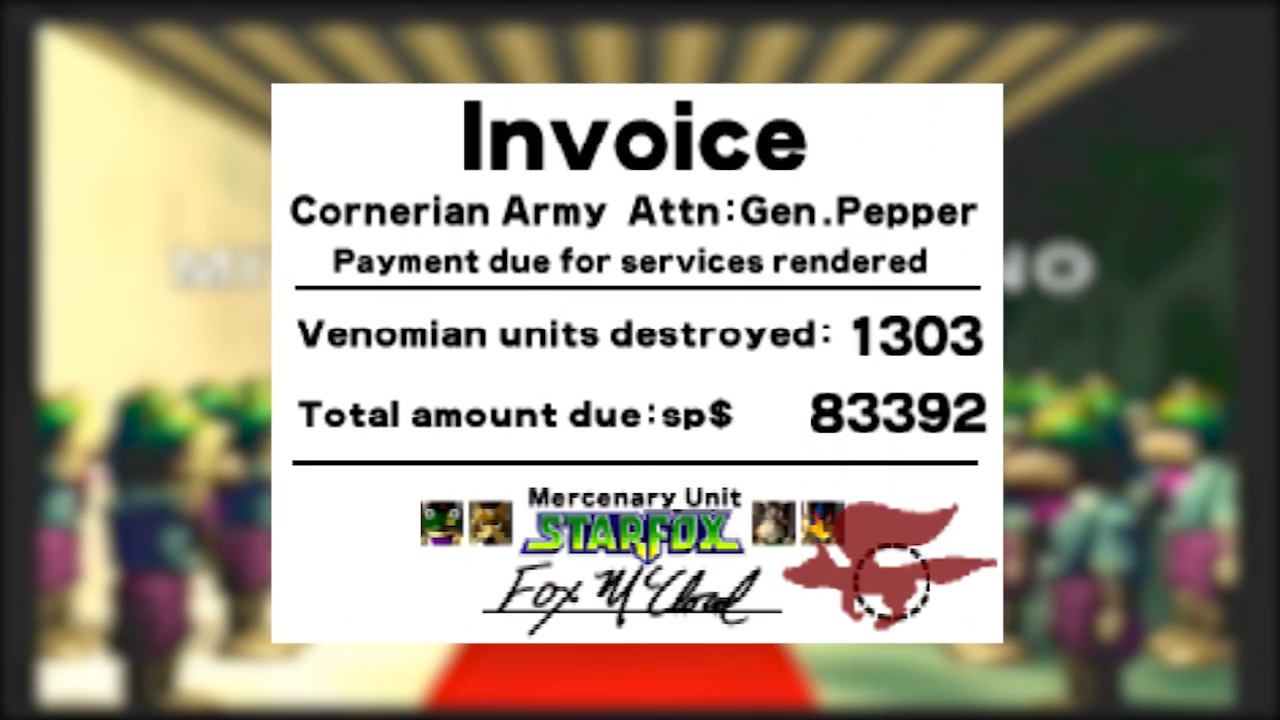 Invoice
Cornerian Army Attn:Gen.Pepper
Payment due for services rendered
Venomian units destroyed: 1303
Total amount due:sp$ 83392
Mercenary Unit
STARFOX
Fox McCloud